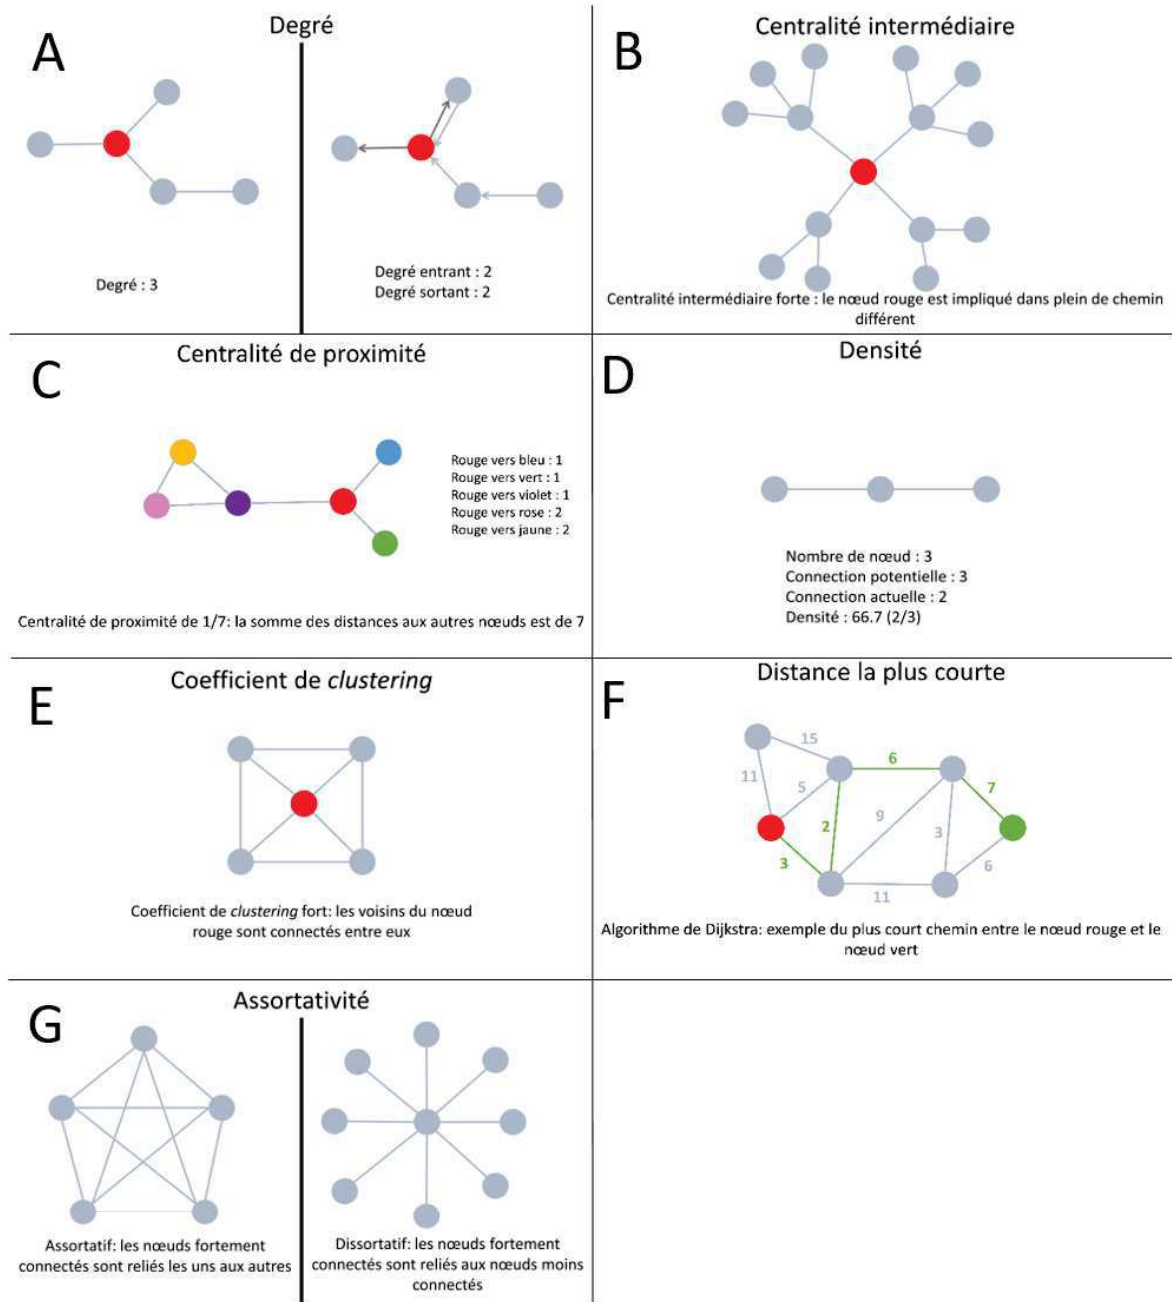 A
Degré
Degré : 3
Degré entrant : 2
Degré sortant : 2
B
Centralité intermédiaire
Centralité intermédiaire forte : le nœud rouge est impliqué dans plein de chemin
différent
C
Centralité de proximité
Rouge vers bleu : 1
Rouge vers vert : 1
Rouge vers violet : 1
Rouge vers rose : 2
Rouge vers jaune : 2
Centralité de proximité de 1/7: la somme des distances aux autres nœuds est de 7
D
Densité
Nombre de nœud : 3
Connection potentielle : 3
Connection actuelle : 2
Densité : 66.7 (2/3)
E
Coefficient de clustering
Coefficient de clustering fort: les voisins du nœud
rouge sont connectés entre eux
F
Distance la plus courte
15
6
11
5
7
9
2
3
3
6
11
Algorithme de Dijkstra: exemple du plus court chemin entre le nœud rouge et le
nœud vert
G
Assortativité
Assortatif: les nœuds fortement
connectés sont reliés les uns aux autres
Dissortatif: les nœuds fortement
connectés sont reliés aux nœuds moins
connectés